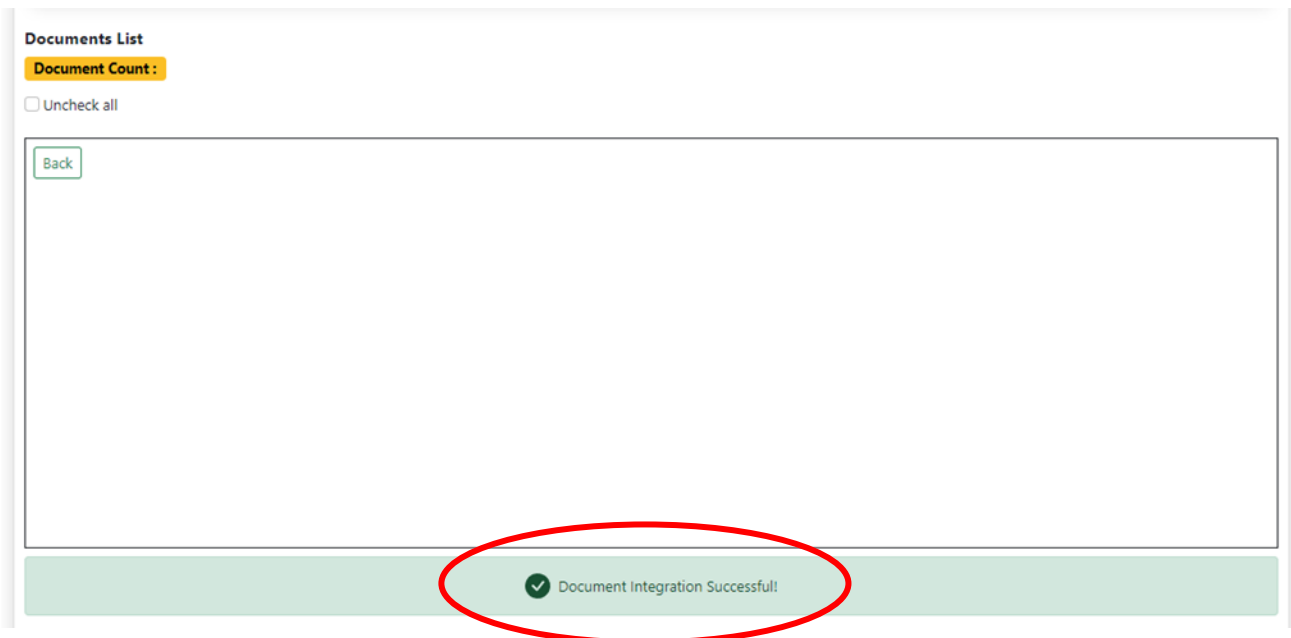 Documents List
Document Count :
Uncheck all
Back
Document Integration Successful!